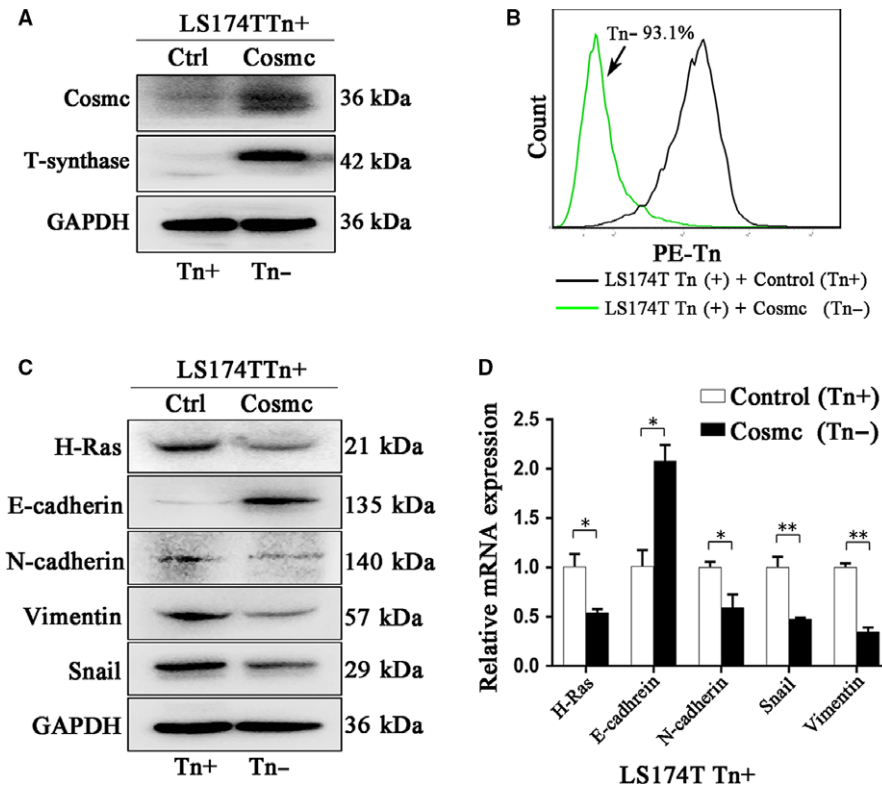 A
LS174TTn+
Ctrl Cosmc
Cosmc 36 kDa
T-synthase 42 kDa
GAPDH 36 kDa
Tn+ Tn−
B
Tn− 93.1%
Count
PE-Tn
LS174T Tn (+) + Control (Tn+)
LS174T Tn (+) + Cosmc (Tn−)
C
LS174TTn+
Ctrl Cosmc
H-Ras 21 kDa
E-cadherin 135 kDa
N-cadherin 140 kDa
Vimentin 57 kDa
Snail 29 kDa
GAPDH 36 kDa
Tn+ Tn−
D
Control (Tn+)
Cosmc (Tn−)
Relative mRNA expression
2.5
2.0
1.5
1.0
0.5
0.0
* * * ** **
H-Ras
E-cadhrein
N-cadherin
Snail
Vimentin
LS174T Tn+